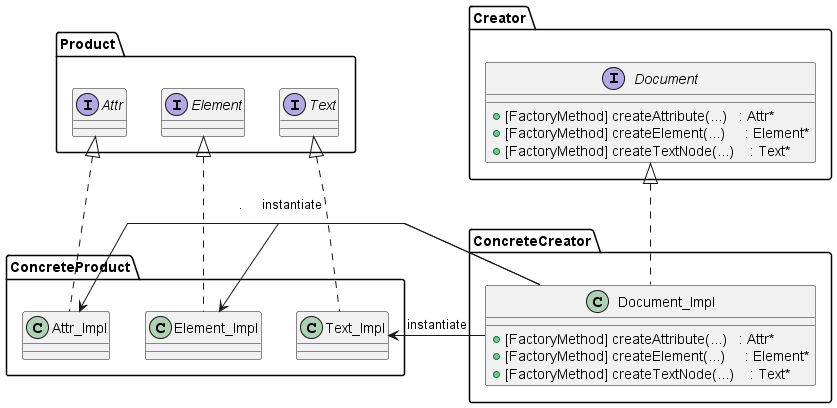 Creator
Product
I Document
I Attr
I Element
I Text
[FactoryMethod] createAttribute(...) : Attr*
[FactoryMethod] createElement(...) : Element*
[FactoryMethod] createTextNode(...) : Text*
. instantiate
ConcreteCreator
ConcreteProduct
C Document_Impl
C Attr_Impl
C Element_Impl
C Text_Impl
instantiate
[FactoryMethod] createAttribute(...) : Attr*
[FactoryMethod] createElement(...) : Element*
[FactoryMethod] createTextNode(...) : Text*